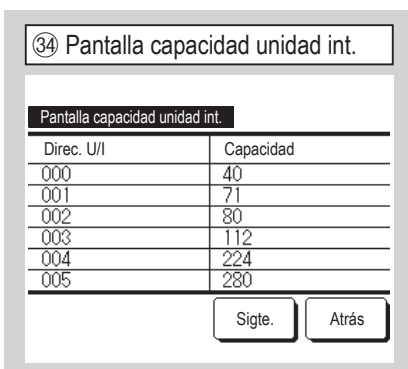 ㉞ Pantalla capacidad unidad int.
Pantalla capacidad unidad int.
Direc. U/I Capacidad
000 40
001 71
002 80
003 112
004 224
005 280
Sigte. Atrás